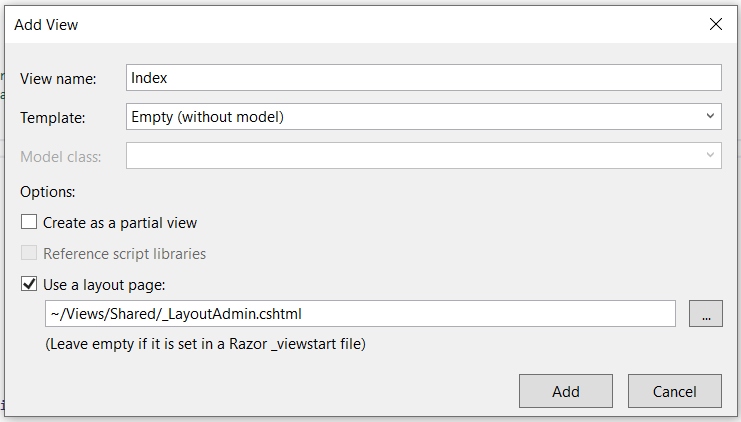 Add View
View name: Index
Template: Empty (without model)
Model class:
Options:
Create as a partial view
Reference script libraries
Use a layout page:
~/Views/Shared/_LayoutAdmin.cshtml ...
(Leave empty if it is set in a Razor _viewstart file)
Add Cancel